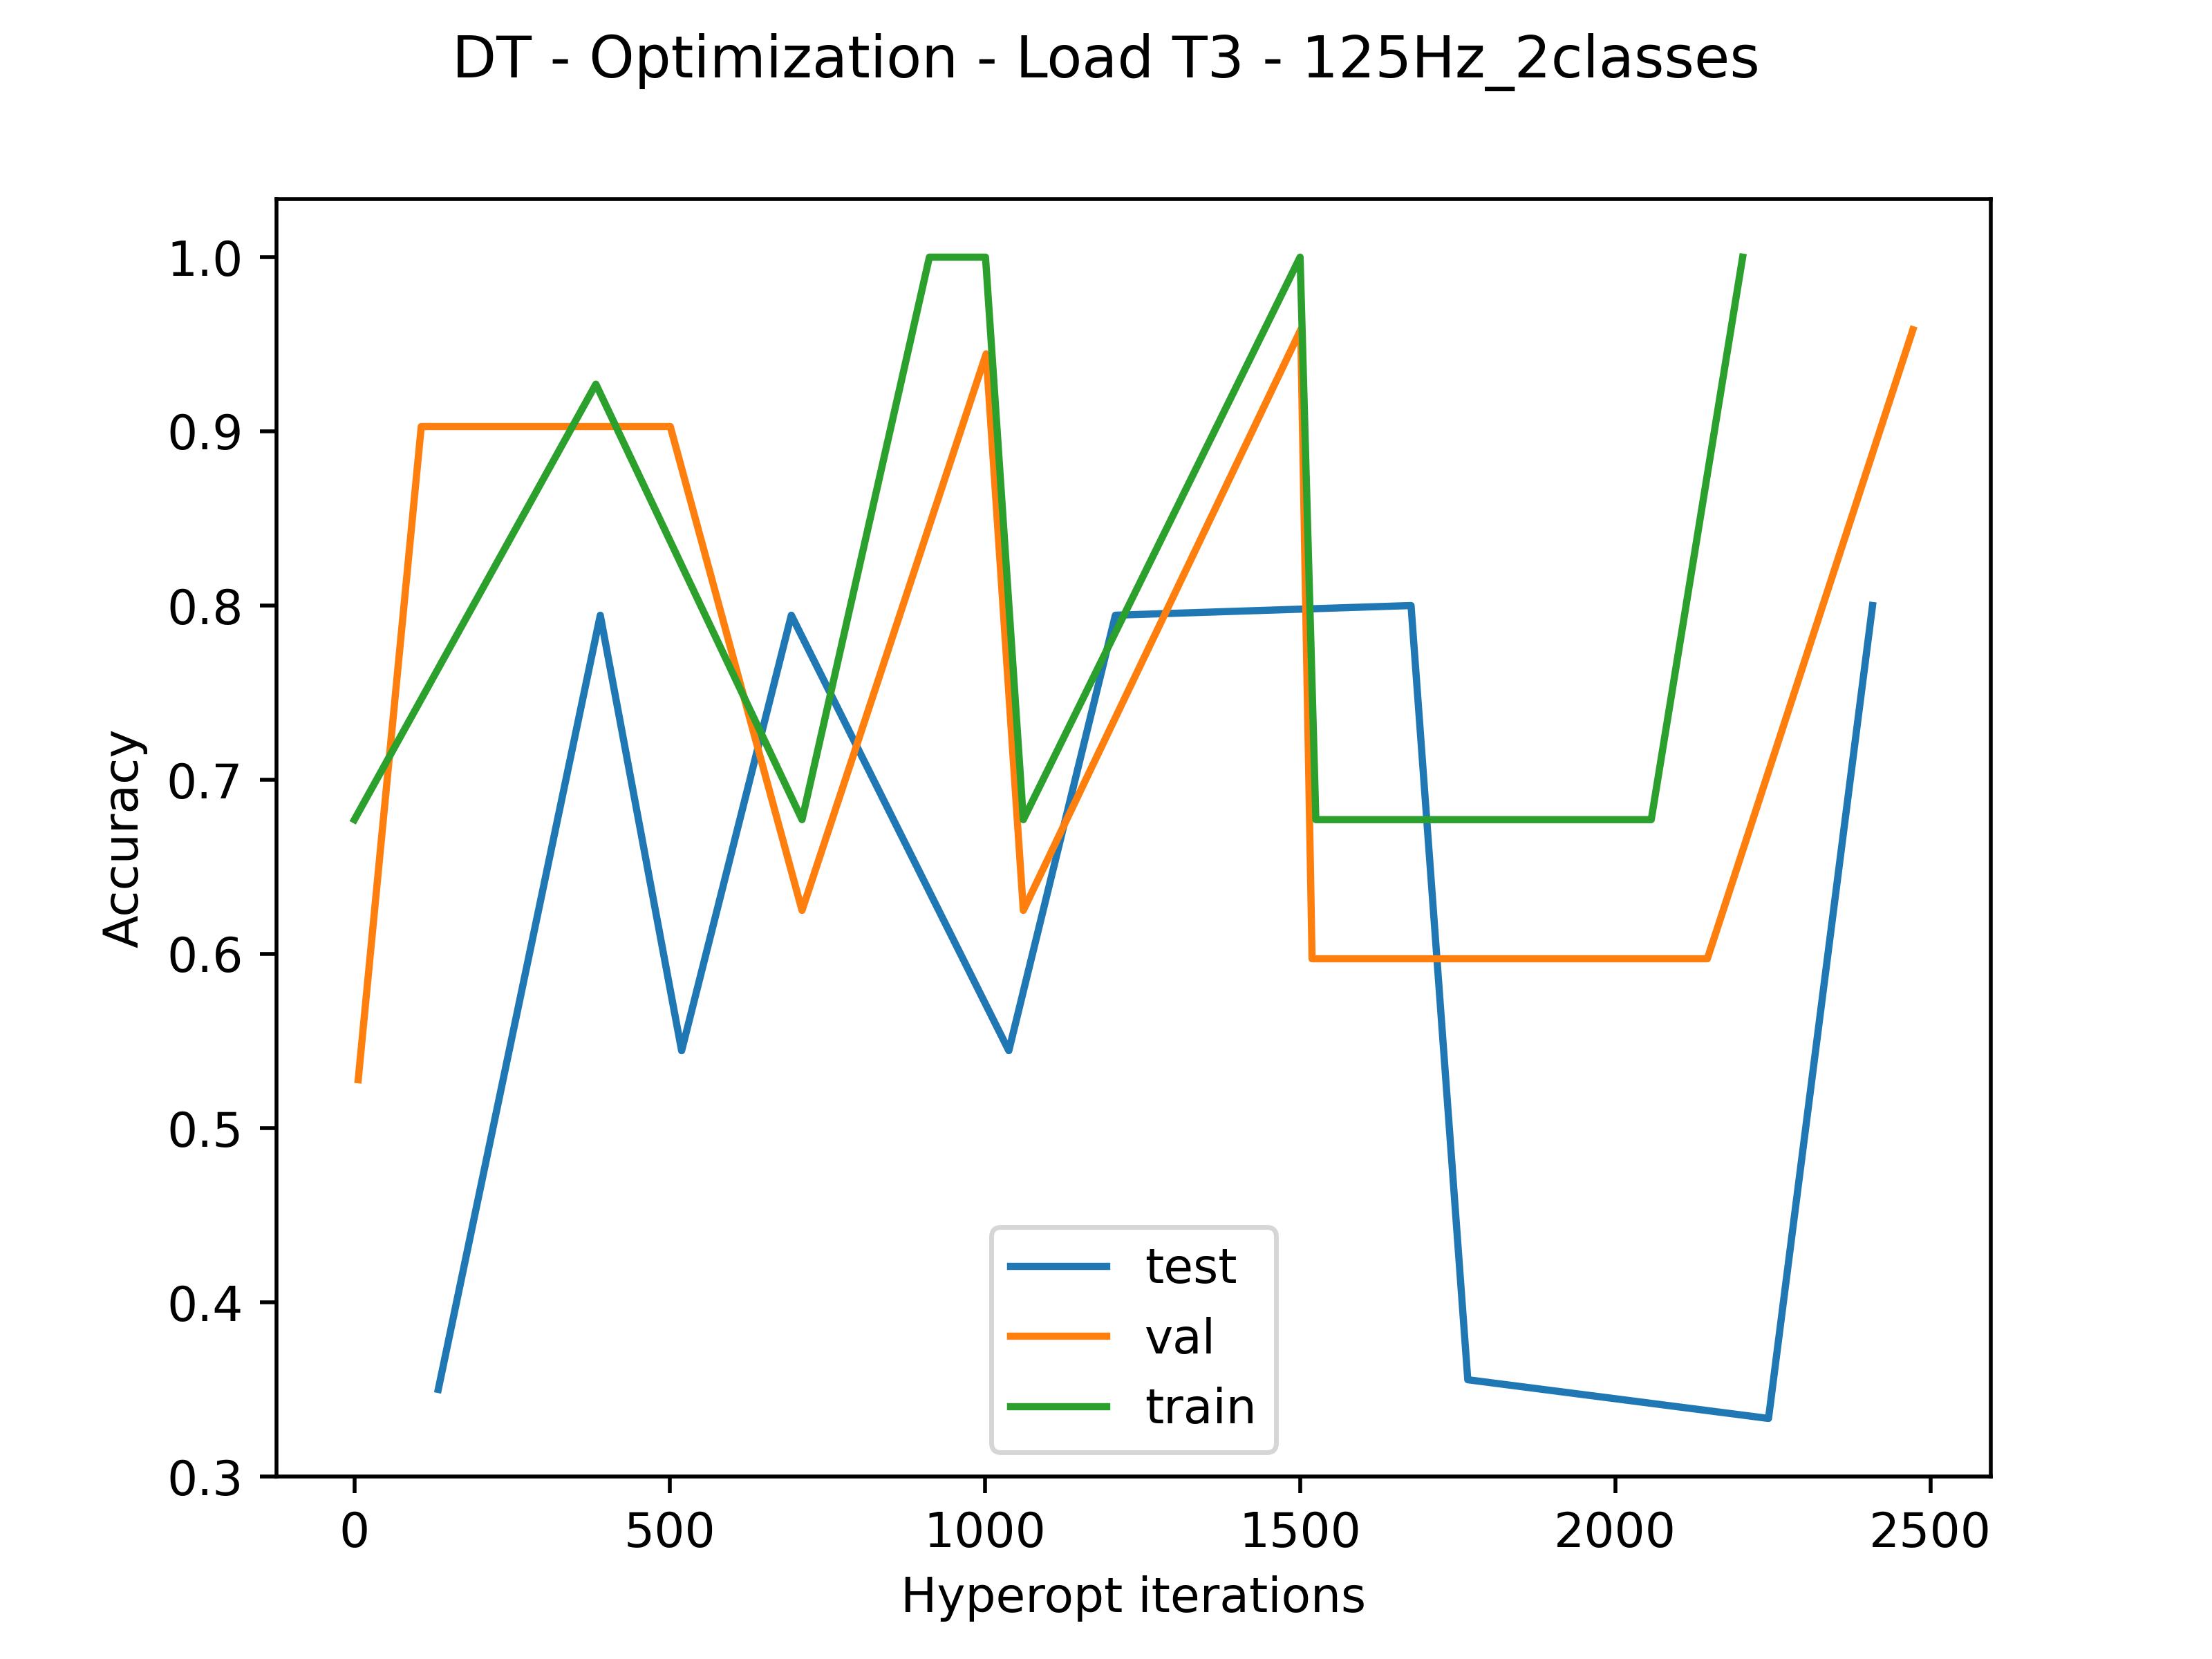 DT - Optimization - Load T3 - 125Hz_2classes
1.0
0.9
0.8
0.7
0.6
0.5
0.4
0.3
Accuracy
test
val
train
0 500 1000 1500 2000 2500
Hyperopt iterations